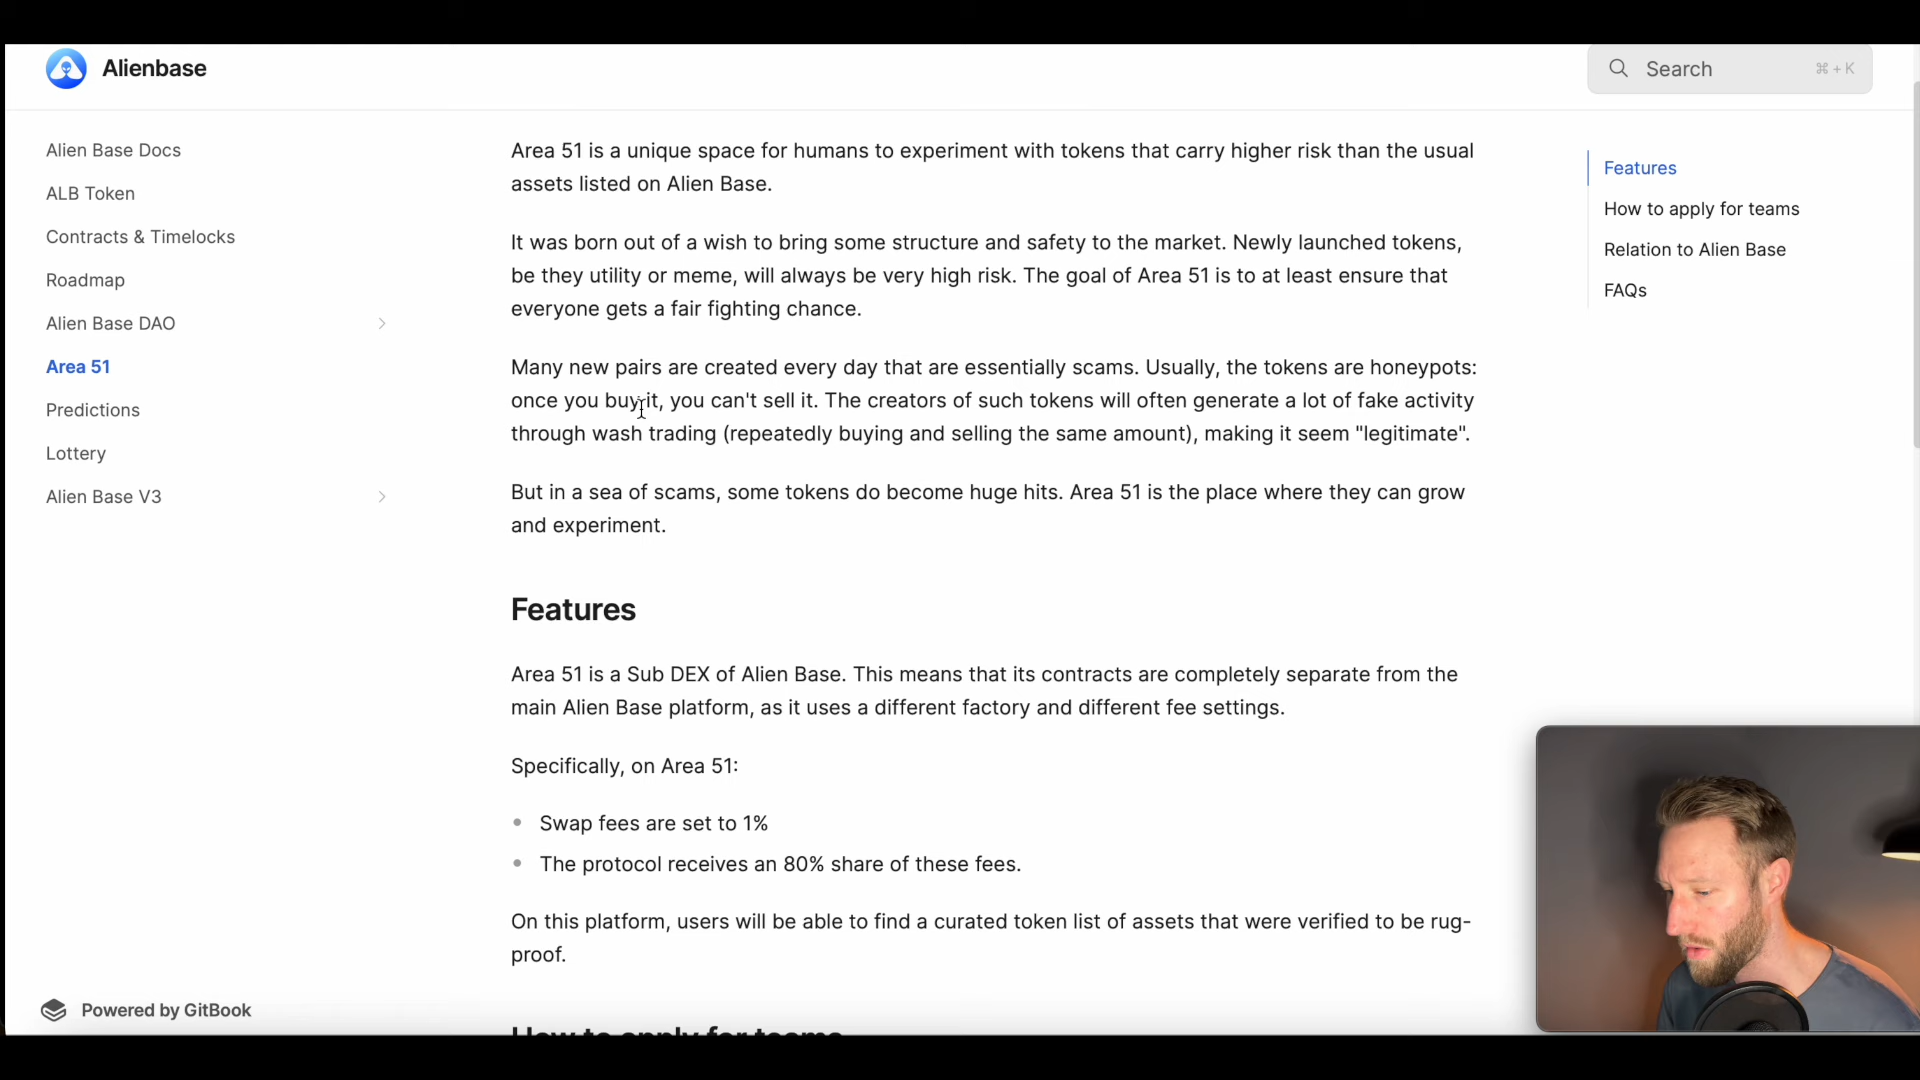 Alienbase
Search
⌘ + K
Alien Base Docs
ALB Token
Contracts & Timelocks
Roadmap
Alien Base DAO
Area 51
Predictions
Lottery
Alien Base V3
Powered by GitBook
Area 51 is a unique space for humans to experiment with tokens that carry higher risk than the usual
assets listed on Alien Base.
It was born out of a wish to bring some structure and safety to the market. Newly launched tokens,
be they utility or meme, will always be very high risk. The goal of Area 51 is to at least ensure that
everyone gets a fair fighting chance.
Many new pairs are created every day that are essentially scams. Usually, the tokens are honeypots:
once you buy it, you can't sell it. The creators of such tokens will often generate a lot of fake activity
through wash trading (repeatedly buying and selling the same amount), making it seem "legitimate".
But in a sea of scams, some tokens do become huge hits. Area 51 is the place where they can grow
and experiment.
Features
Area 51 is a Sub DEX of Alien Base. This means that its contracts are completely separate from the
main Alien Base platform, as it uses a different factory and different fee settings.
Specifically, on Area 51:
• Swap fees are set to 1%
• The protocol receives an 80% share of these fees.
On this platform, users will be able to find a curated token list of assets that were verified to be rug-
proof.
How to apply for teams
Features
How to apply for teams
Relation to Alien Base
FAQs